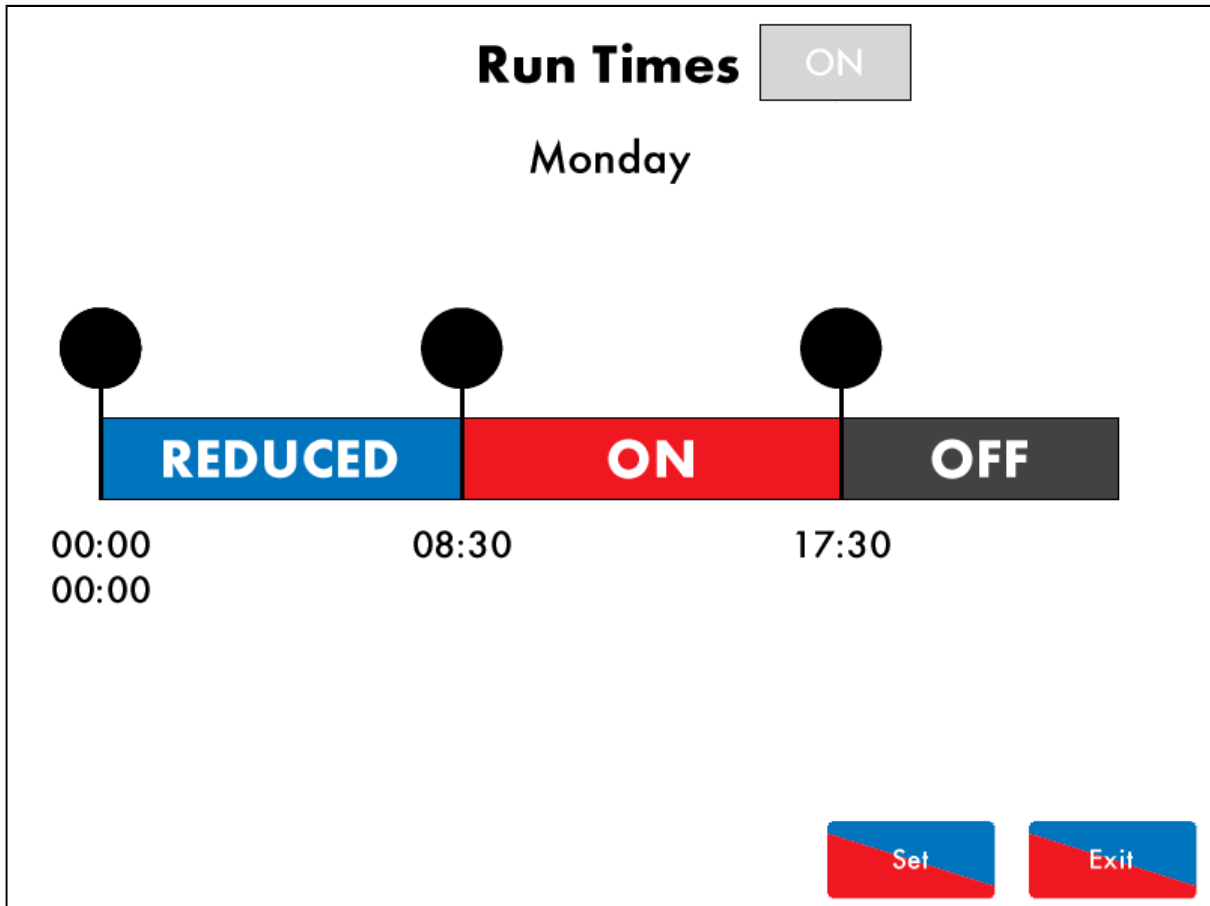 Run Times ON
Monday
REDUCED ON OFF
00:00 08:30 17:30
00:00
Set Exit